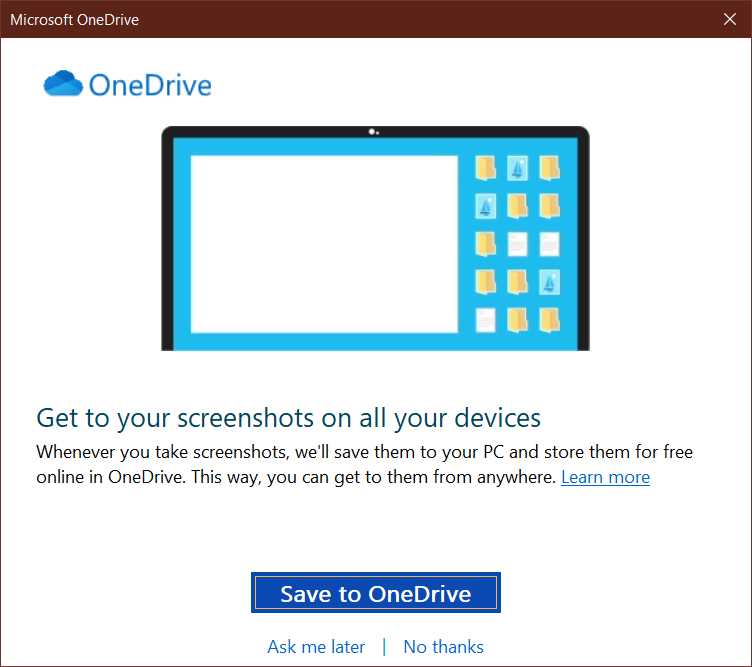 Microsoft OneDrive
OneDrive
Get to your screenshots on all your devices
Whenever you take screenshots, we'll save them to your PC and store them for free
online in OneDrive. This way, you can get to them from anywhere. Learn more
Save to OneDrive
Ask me later | No thanks